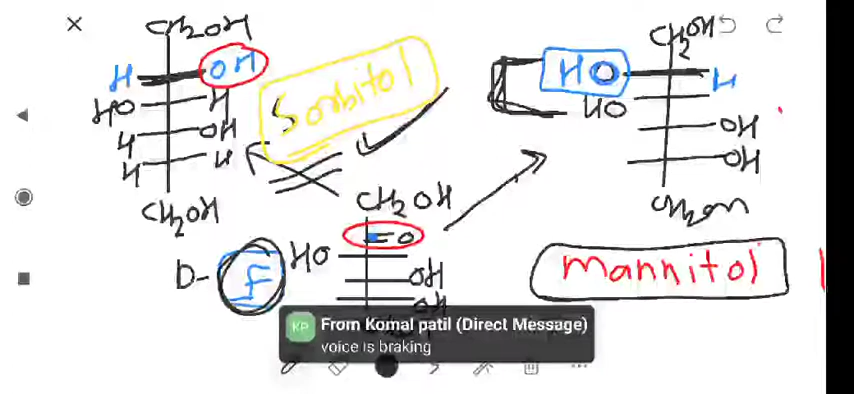 CH2OH
H OH
HO H
H OH
H H
CH2OH
Sorbitol
CH2OH
HO H
HO
OH
OH
CH2OH
=O
HO
D- F
OH
OH
mannitol
KP From Komal patil (Direct Message)
voice is braking